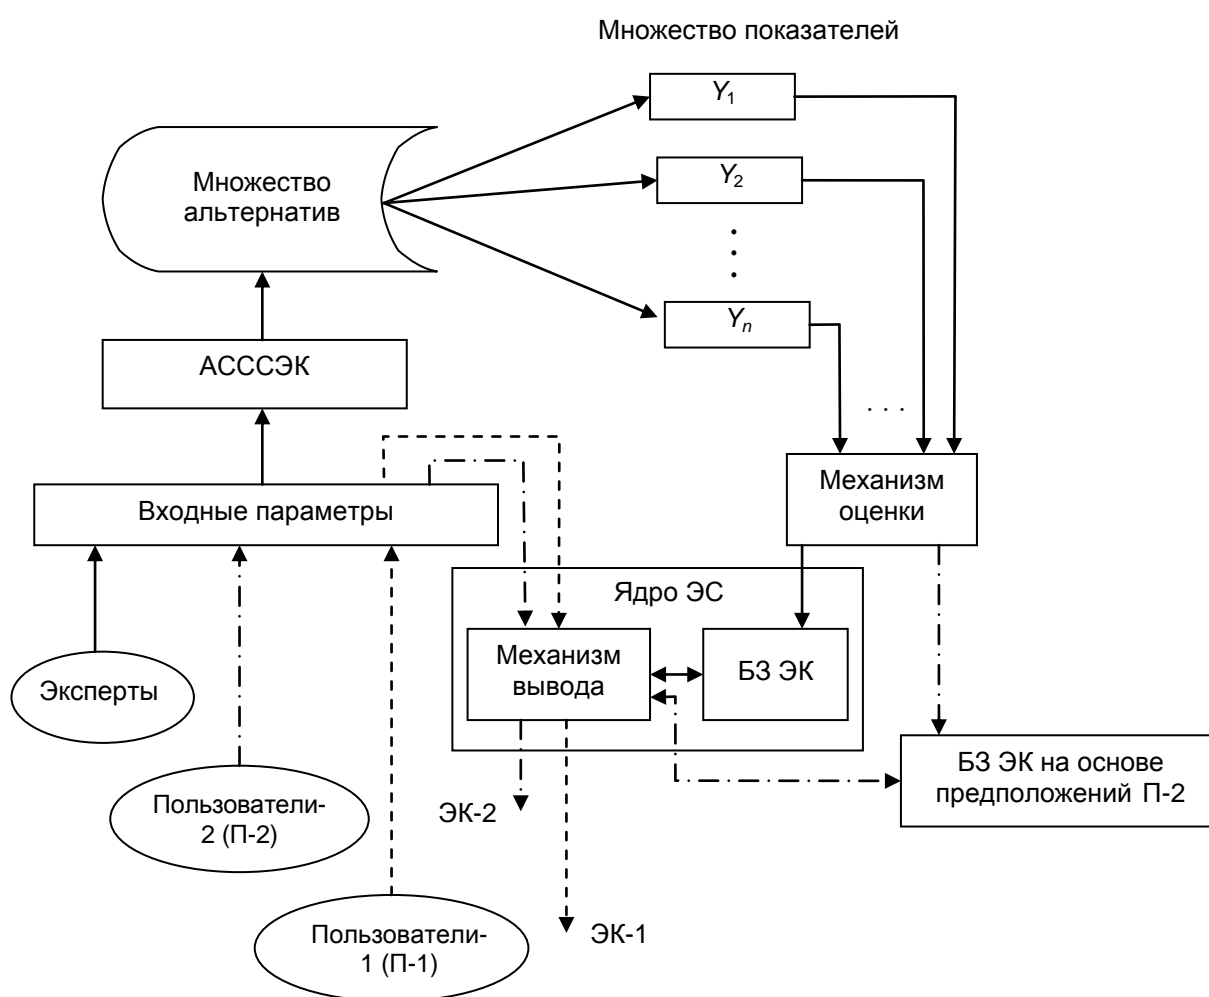 Множество показателей
Y1
Множество
альтернатив
Y2
.
.
.
Yn
АСССЭК
. . .
Механизм
оценки
Входные параметры
Ядро ЭС
Механизм
вывода
БЗ ЭК
Эксперты
БЗ ЭК на основе
предположений П-2
Пользователи-
2 (П-2)
ЭК-2
Пользователи-
1 (П-1)
ЭК-1